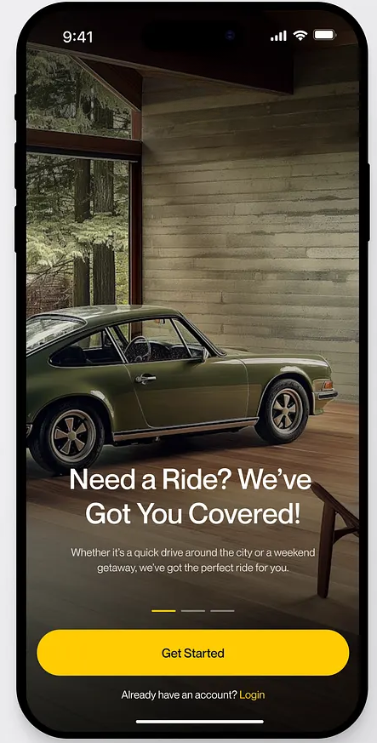 9:41
Need a Ride? We’ve
Got You Covered!
Whether it’s a quick drive around the city or a weekend
getaway, we’ve got the perfect ride for you.
Get Started
Already have an account? Login